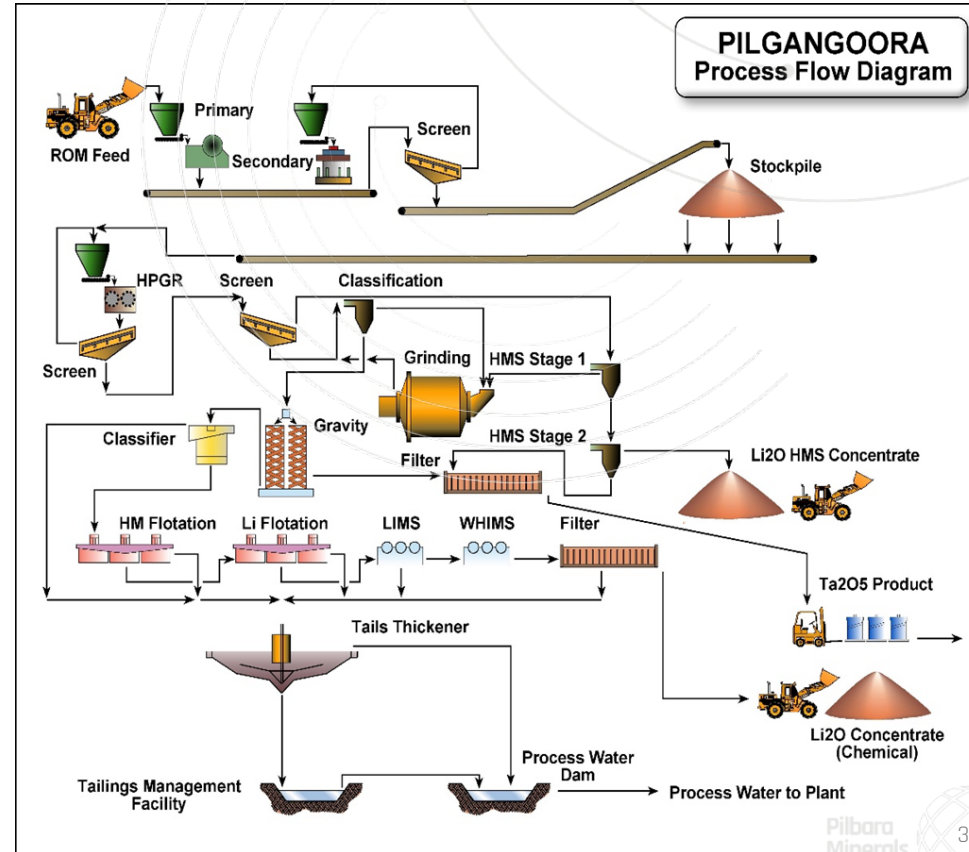 PILGANGOORA
Process Flow Diagram
Primary
ROM Feed
Secondary
Screen
Stockpile
HPGR
Screen
Classification
Screen
Grinding
HMS Stage 1
Classifier
Gravity
HMS Stage 2
Filter
Li2O HMS Concentrate
HM Flotation
Li Flotation
LIMS
WHIMS
Filter
Ta2O5 Product
Tails Thickener
Li2O Concentrate
(Chemical)
Tailings Management
Facility
Process Water
Dam
Process Water to Plant
Pilbara
Minerals
3